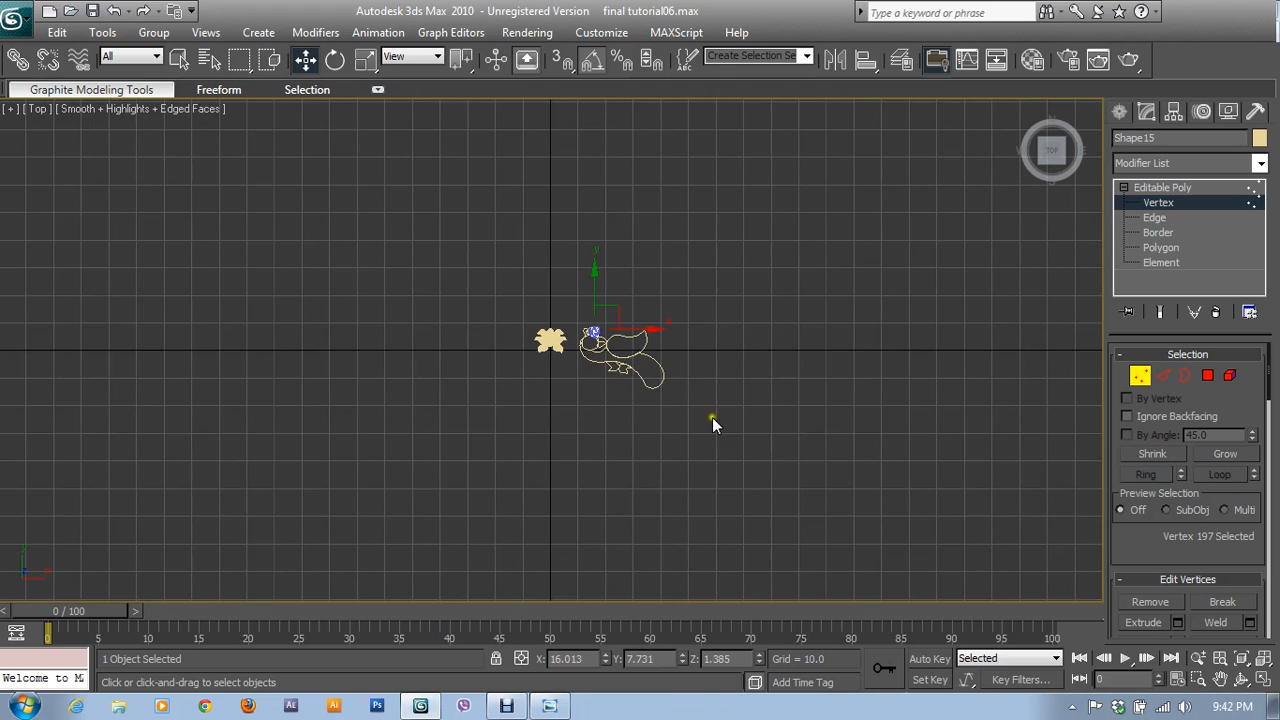 Autodesk 3ds Max 2010 - Unregistered Version final tutorial06.max
Type a keyword or phrase
Edit Tools Group Views Create Modifiers Animation Graph Editors Rendering Customize MAXScript Help
All View Create Selection Se
Graphite Modeling Tools Freeform Selection
[ + ] [ Top ] [ Smooth + Highlights + Edged Faces ]
TOP
Shape15
Modifier List
Editable Poly
Vertex
Edge
Border
Polygon
Element
y
x
Selection
By Vertex
Ignore Backfacing
By Angle: 45.0
Shrink Grow
Ring Loop
Preview Selection
Off SubObj Multi
Vertex 197 Selected
Edit Vertices
Remove Break
Extrude Weld
< 0 / 100 >
0 5 10 15 20 25 30 35 40 45 50 55 60 65 70 75 80 85 90 95 100
1 Object Selected X: 16.013 Y: 7.731 Z: 1.385 Grid = 10.0 Auto Key Selected
Welcome to M Click or click-and-drag to select objects Add Time Tag Set Key Key Filters... 0
9:42 PM